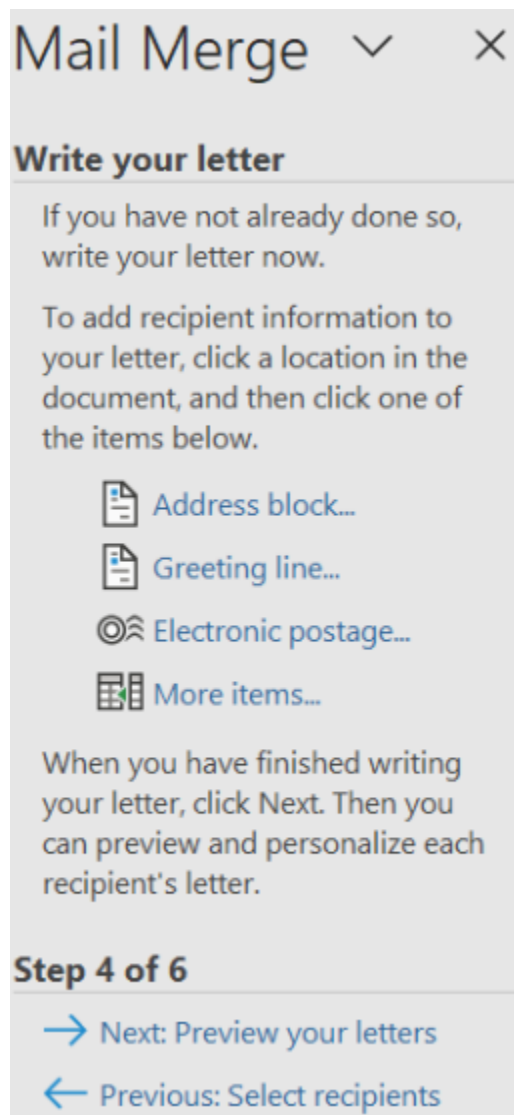 Mail Merge
Write your letter
If you have not already done so,
write your letter now.
To add recipient information to
your letter, click a location in the
document, and then click one of
the items below.
Address block...
Greeting line...
Electronic postage...
More items...
When you have finished writing
your letter, click Next. Then you
can preview and personalize each
recipient's letter.
Step 4 of 6
Next: Preview your letters
Previous: Select recipients